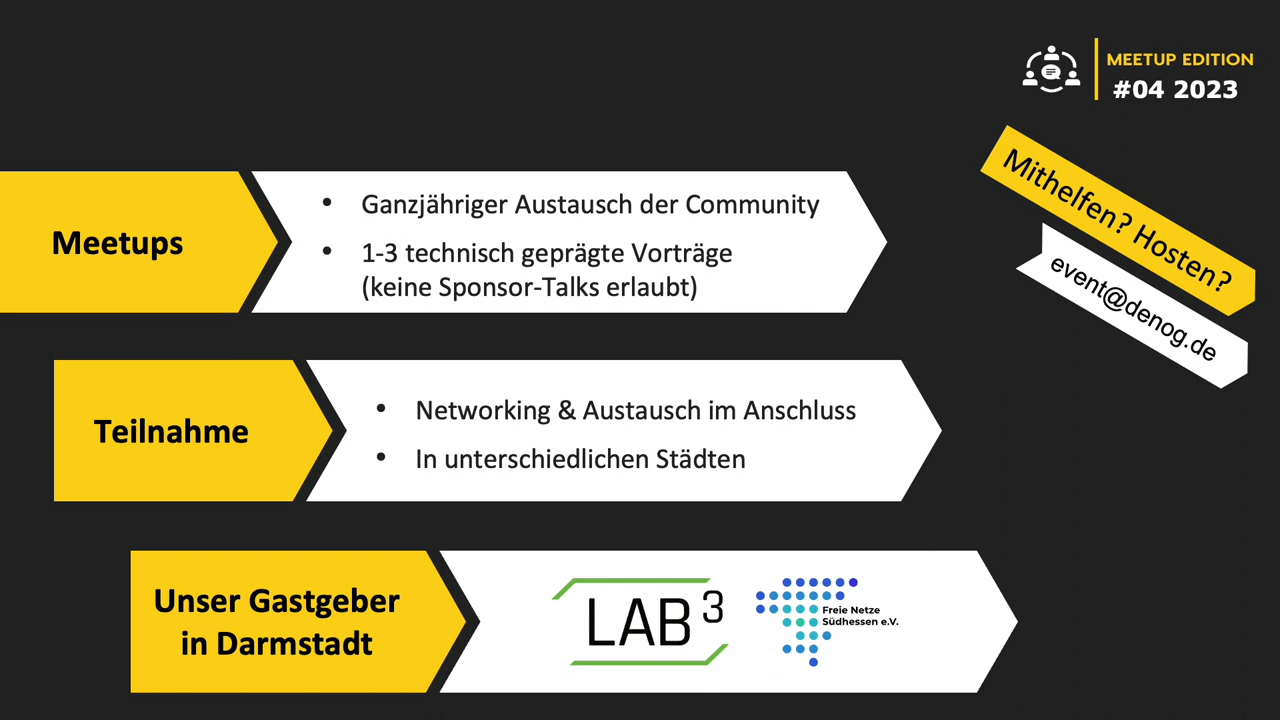 MEETUP EDITION
#04 2023
Mithelfen? Hosten?
event@denog.de
Meetups
• Ganzjähriger Austausch der Community
• 1-3 technisch geprägte Vorträge
(keine Sponsor-Talks erlaubt)
Teilnahme
• Networking & Austausch im Anschluss
• In unterschiedlichen Städten
Unser Gastgeber
in Darmstadt
LAB³
Freie Netze
Südhessen e.V.